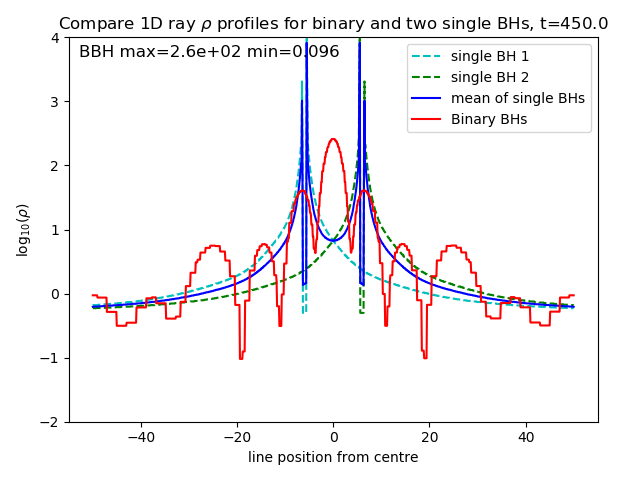 Compare 1D ray ρ profiles for binary and two single BHs, t=450.0
BBH max=2.6e+02 min=0.096
single BH 1
single BH 2
mean of single BHs
Binary BHs
log₁₀(ρ)
4
3
2
1
0
−1
−2
−40
−20
0
20
40
line position from centre